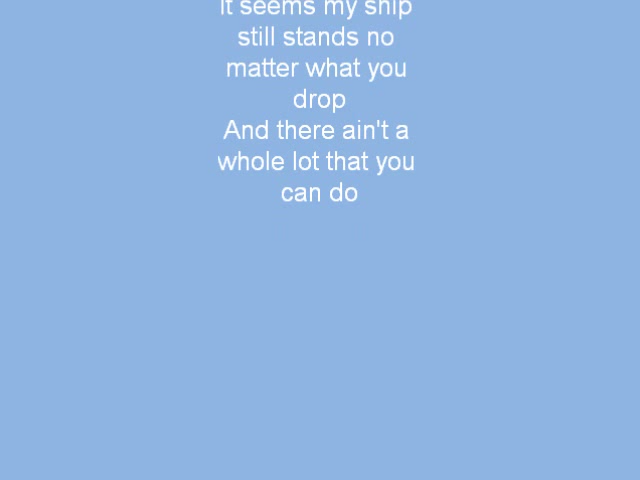 It seems my ship
still stands no
matter what you
drop
And there ain't a
whole lot that you
can do